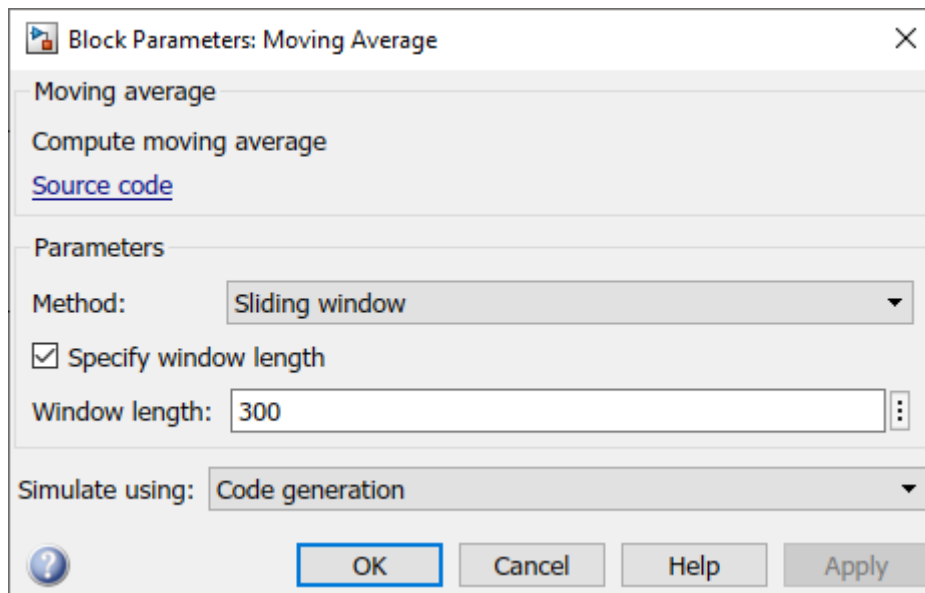 Block Parameters: Moving Average
Moving average
Compute moving average
Source code
Parameters
Method: Sliding window
Specify window length
Window length: 300
Simulate using: Code generation
OK Cancel Help Apply